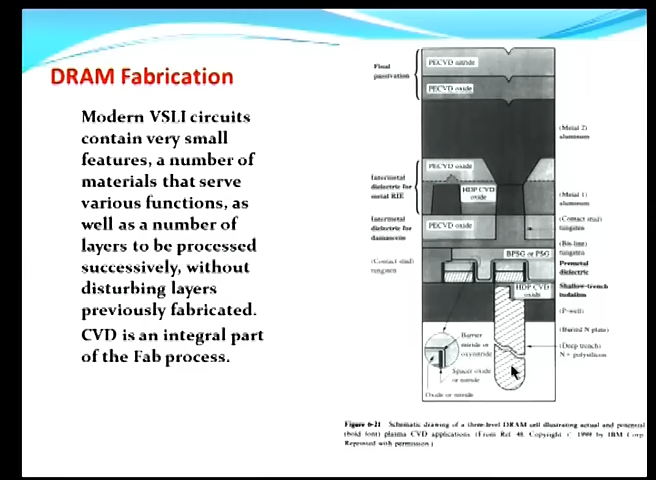 DRAM Fabrication
Modern VSLI circuits
contain very small
features, a number of
materials that serve
various functions, as
well as a number of
layers to be processed
successively, without
disturbing layers
previously fabricated.
CVD is an integral part
of the Fab process.
Final
passivation
PECVD nitride
PECVD oxide
(Metal 2)
aluminum
PECVD oxide
Intermetal
dielectric for
metal RIE
HDP CVD
oxide
(Metal 1)
aluminum
Intermetal
dielectric for
damascene
PECVD oxide
(Contact stud)
tungsten
(Bit-line)
tungsten
(Contact stud)
tungsten
BPSG or PSG
Premetal
dielectric
HDP CVD
oxide
Shallow-trench
isolation
(P-well)
(Buried N plate)
Barrier
nitride or
oxynitride
(Deep trench)
N+ polysilicon
Spacer oxide
or nitride
Oxide or nitride
Figure 6-21 Schematic drawing of a three-level DRAM cell illustrating actual and potential
(bold font) plasma CVD applications. (From Ref. 48. Copyright © 1999 by IBM Corp.
Reprinted with permission.)